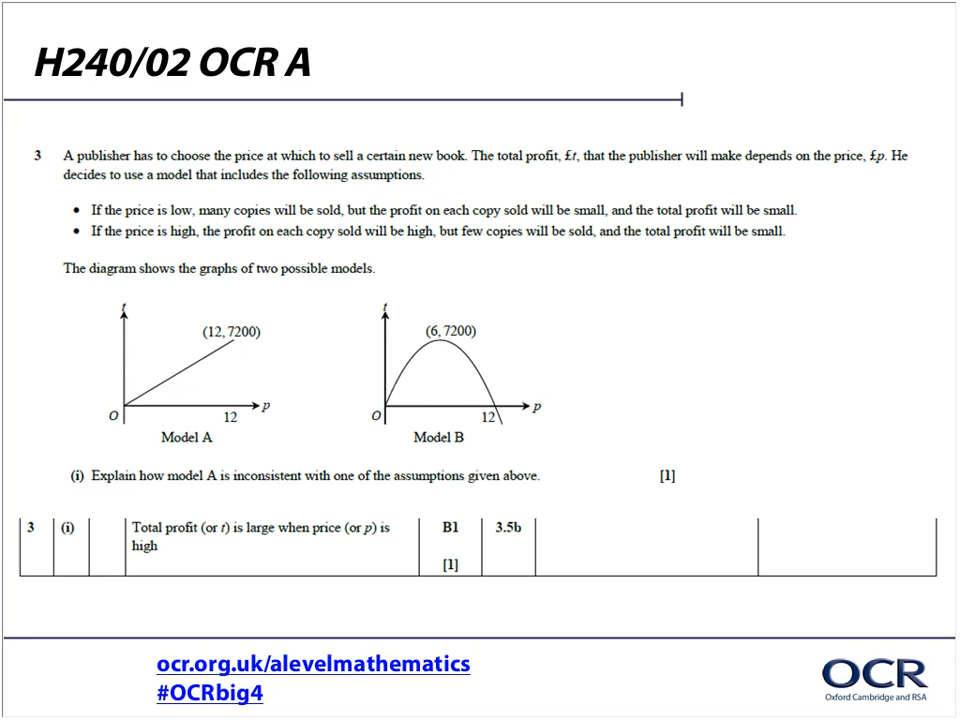 H240/02 OCR A
3 A publisher has to choose the price at which to sell a certain new book. The total profit, £t, that the publisher will make depends on the price, £p. He
decides to use a model that includes the following assumptions.
• If the price is low, many copies will be sold, but the profit on each copy sold will be small, and the total profit will be small.
• If the price is high, the profit on each copy sold will be high, but few copies will be sold, and the total profit will be small.
The diagram shows the graphs of two possible models.
t
(12, 7200)
O
12
p
Model A
t
(6, 7200)
O
12
p
Model B
(i) Explain how model A is inconsistent with one of the assumptions given above. [1]
3 (i) Total profit (or t) is large when price (or p) is B1 3.5b
high
[1]
ocr.org.uk/alevelmathematics
#OCRbig4
OCR
Oxford Cambridge and RSA